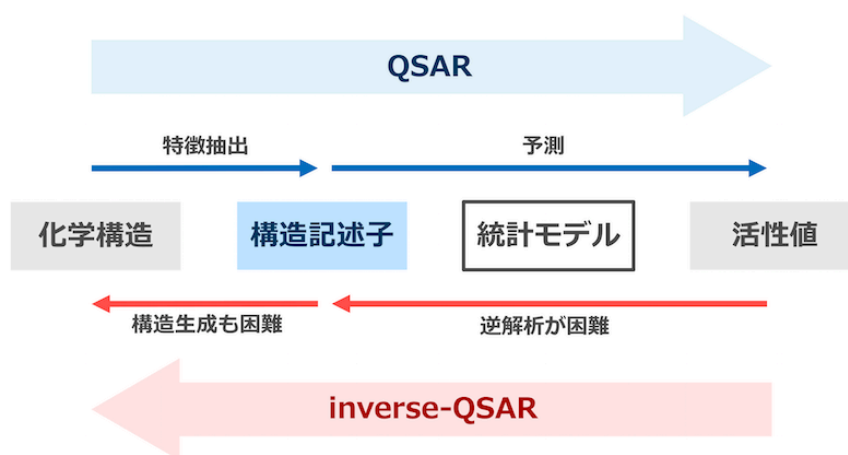 QSAR
特徴抽出
予測
化学構造
構造記述子
統計モデル
活性値
構造生成も困難
逆解析が困難
inverse-QSAR